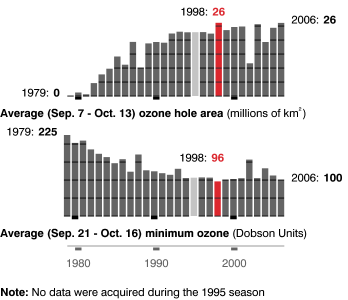 1998: 26
2006: 26
1979: 0
Average (Sep. 7 - Oct. 13) ozone hole area (millions of km²)
1979: 225
1998: 96
2006: 100
Average (Sep. 21 - Oct. 16) minimum ozone (Dobson Units)
1980 1990 2000
Note: No data were acquired during the 1995 season